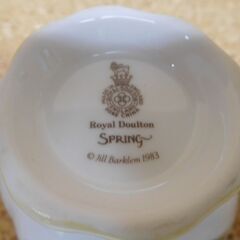 Royal Doulton
SPRING
© Jill Barklem 1983